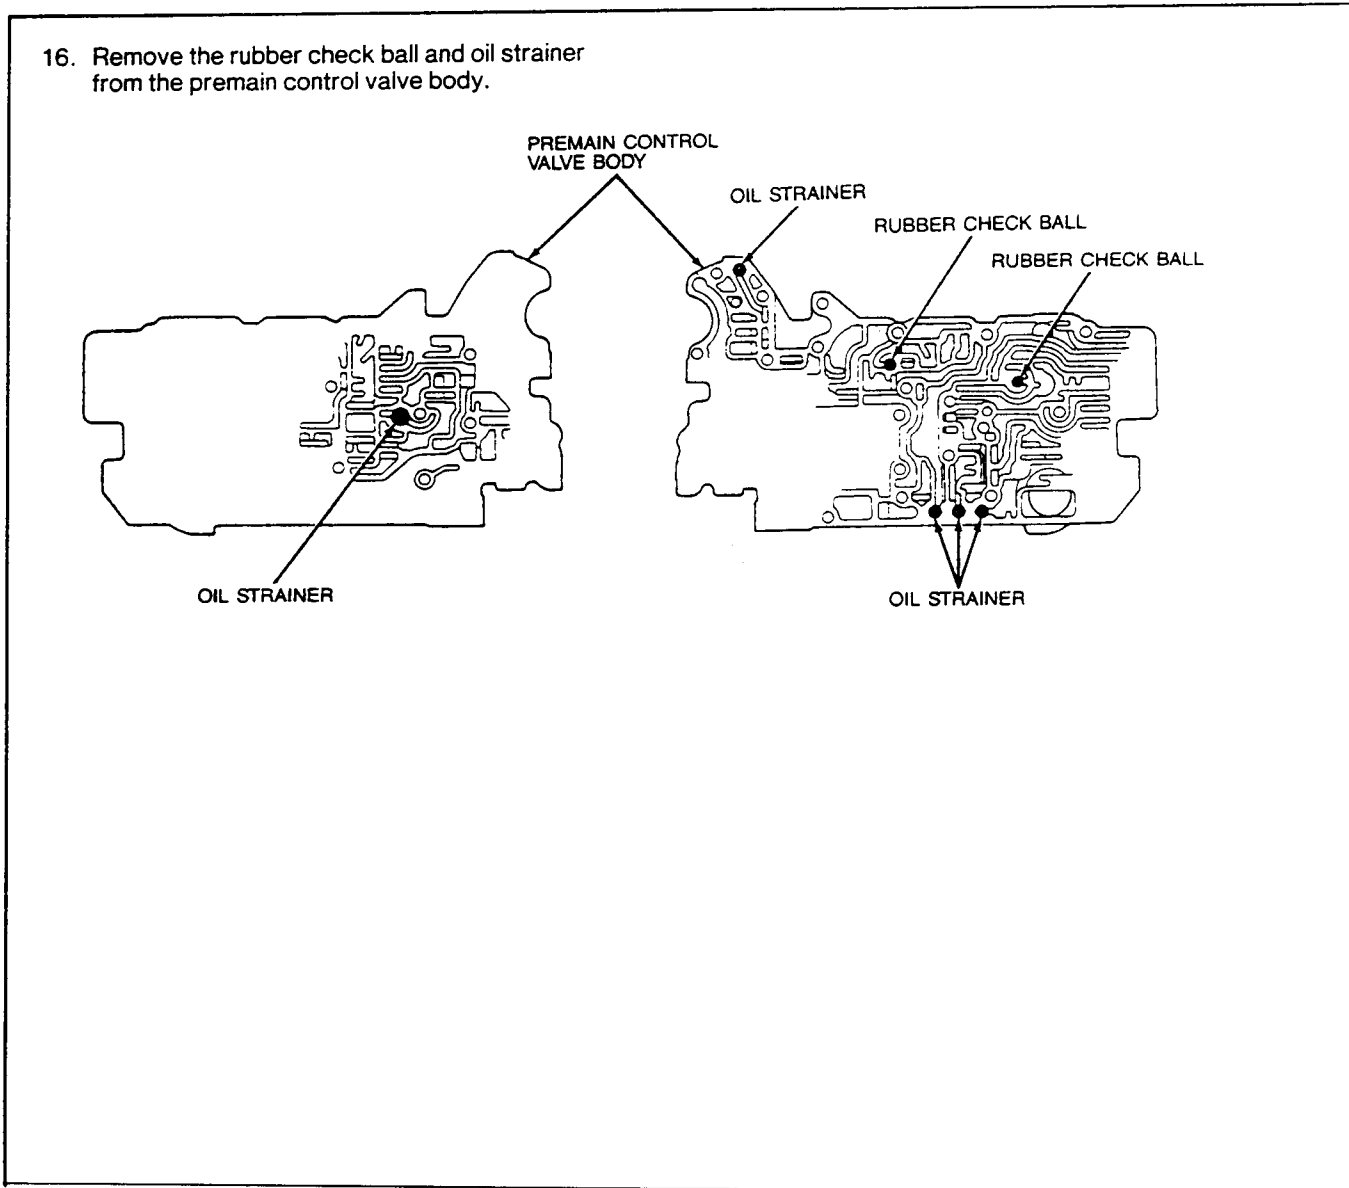 16. Remove the rubber check ball and oil strainer
from the premain control valve body.
PREMAIN CONTROL
VALVE BODY
OIL STRAINER
RUBBER CHECK BALL
RUBBER CHECK BALL
OIL STRAINER
OIL STRAINER